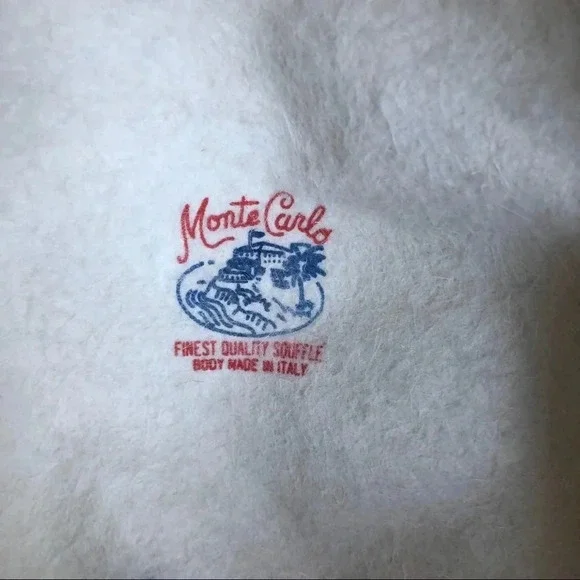 Monte Carlo
FINEST QUALITY SOUFFLE
BODY MADE IN ITALY